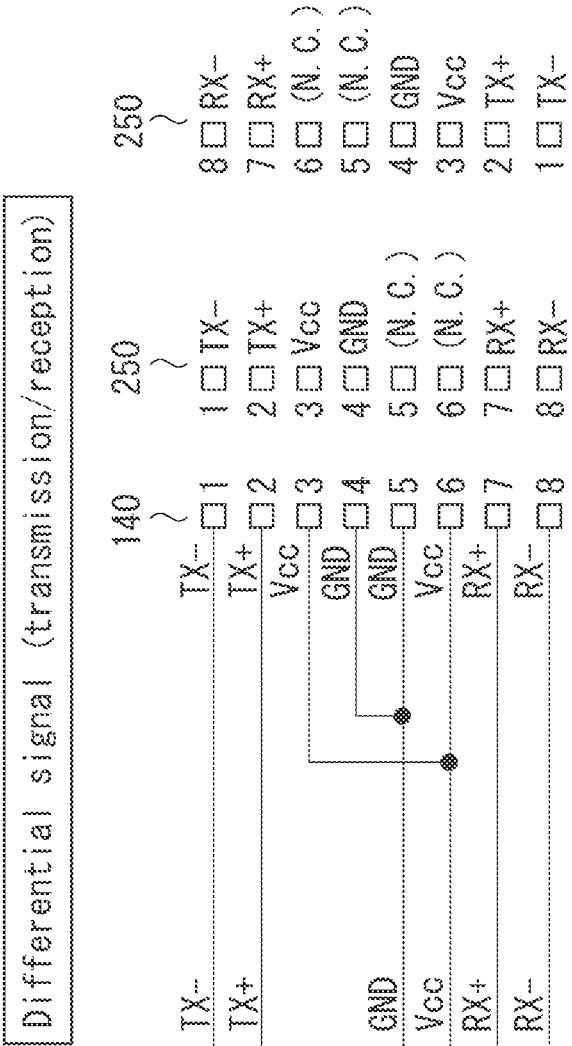 Differential signal (transmission/reception)
140 250 250
TX- TX- 1 1 TX- 8 RX-
TX+ TX+ 2 2 TX+ 7 RX+
Vcc 3 3 Vcc 6 (N.C.)
GND 4 4 GND 5 (N.C.)
GND GND 5 5 (N.C.) 4 GND
Vcc Vcc 6 6 (N.C.) 3 Vcc
RX+ RX+ 7 7 RX+ 2 TX+
RX- RX- 8 8 RX- 1 TX-